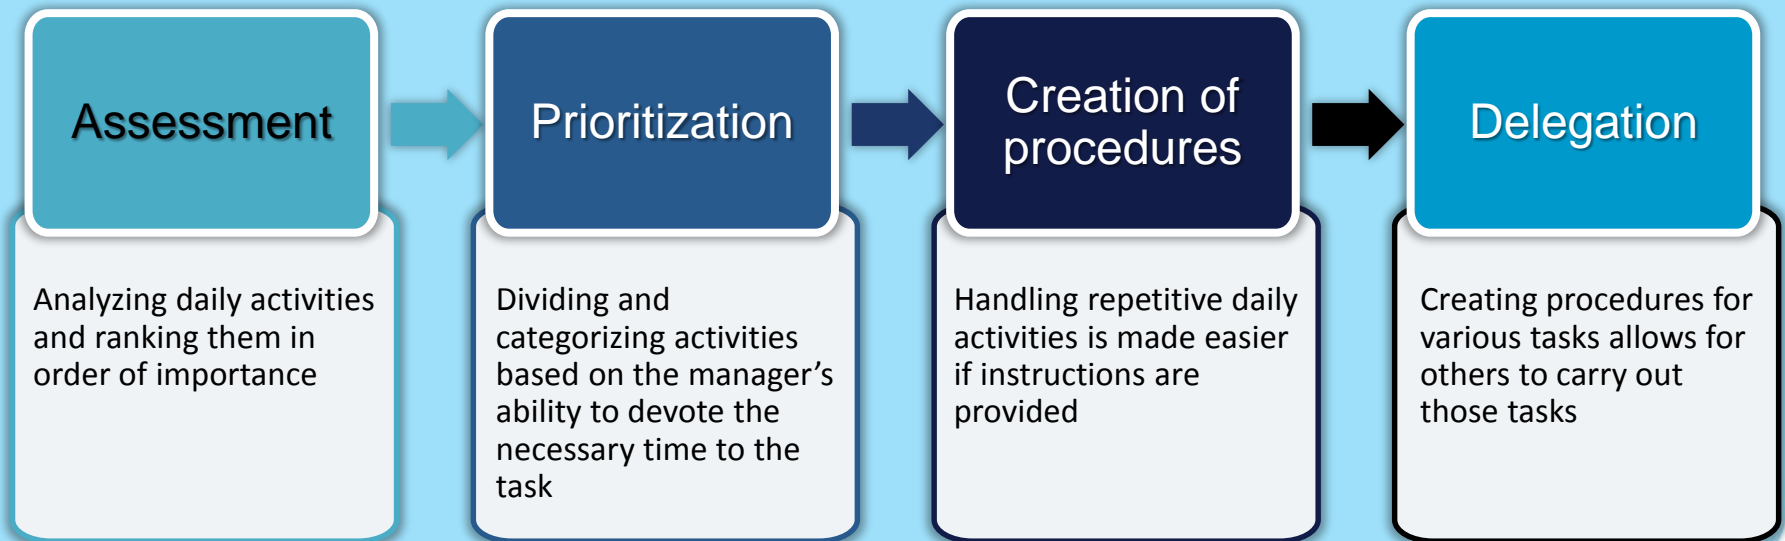 Assessment
Analyzing daily activities
and ranking them in
order of importance
Prioritization
Dividing and
categorizing activities
based on the manager’s
ability to devote the
necessary time to the
task
Creation of
procedures
Handling repetitive daily
activities is made easier
if instructions are
provided
Delegation
Creating procedures for
various tasks allows for
others to carry out
those tasks